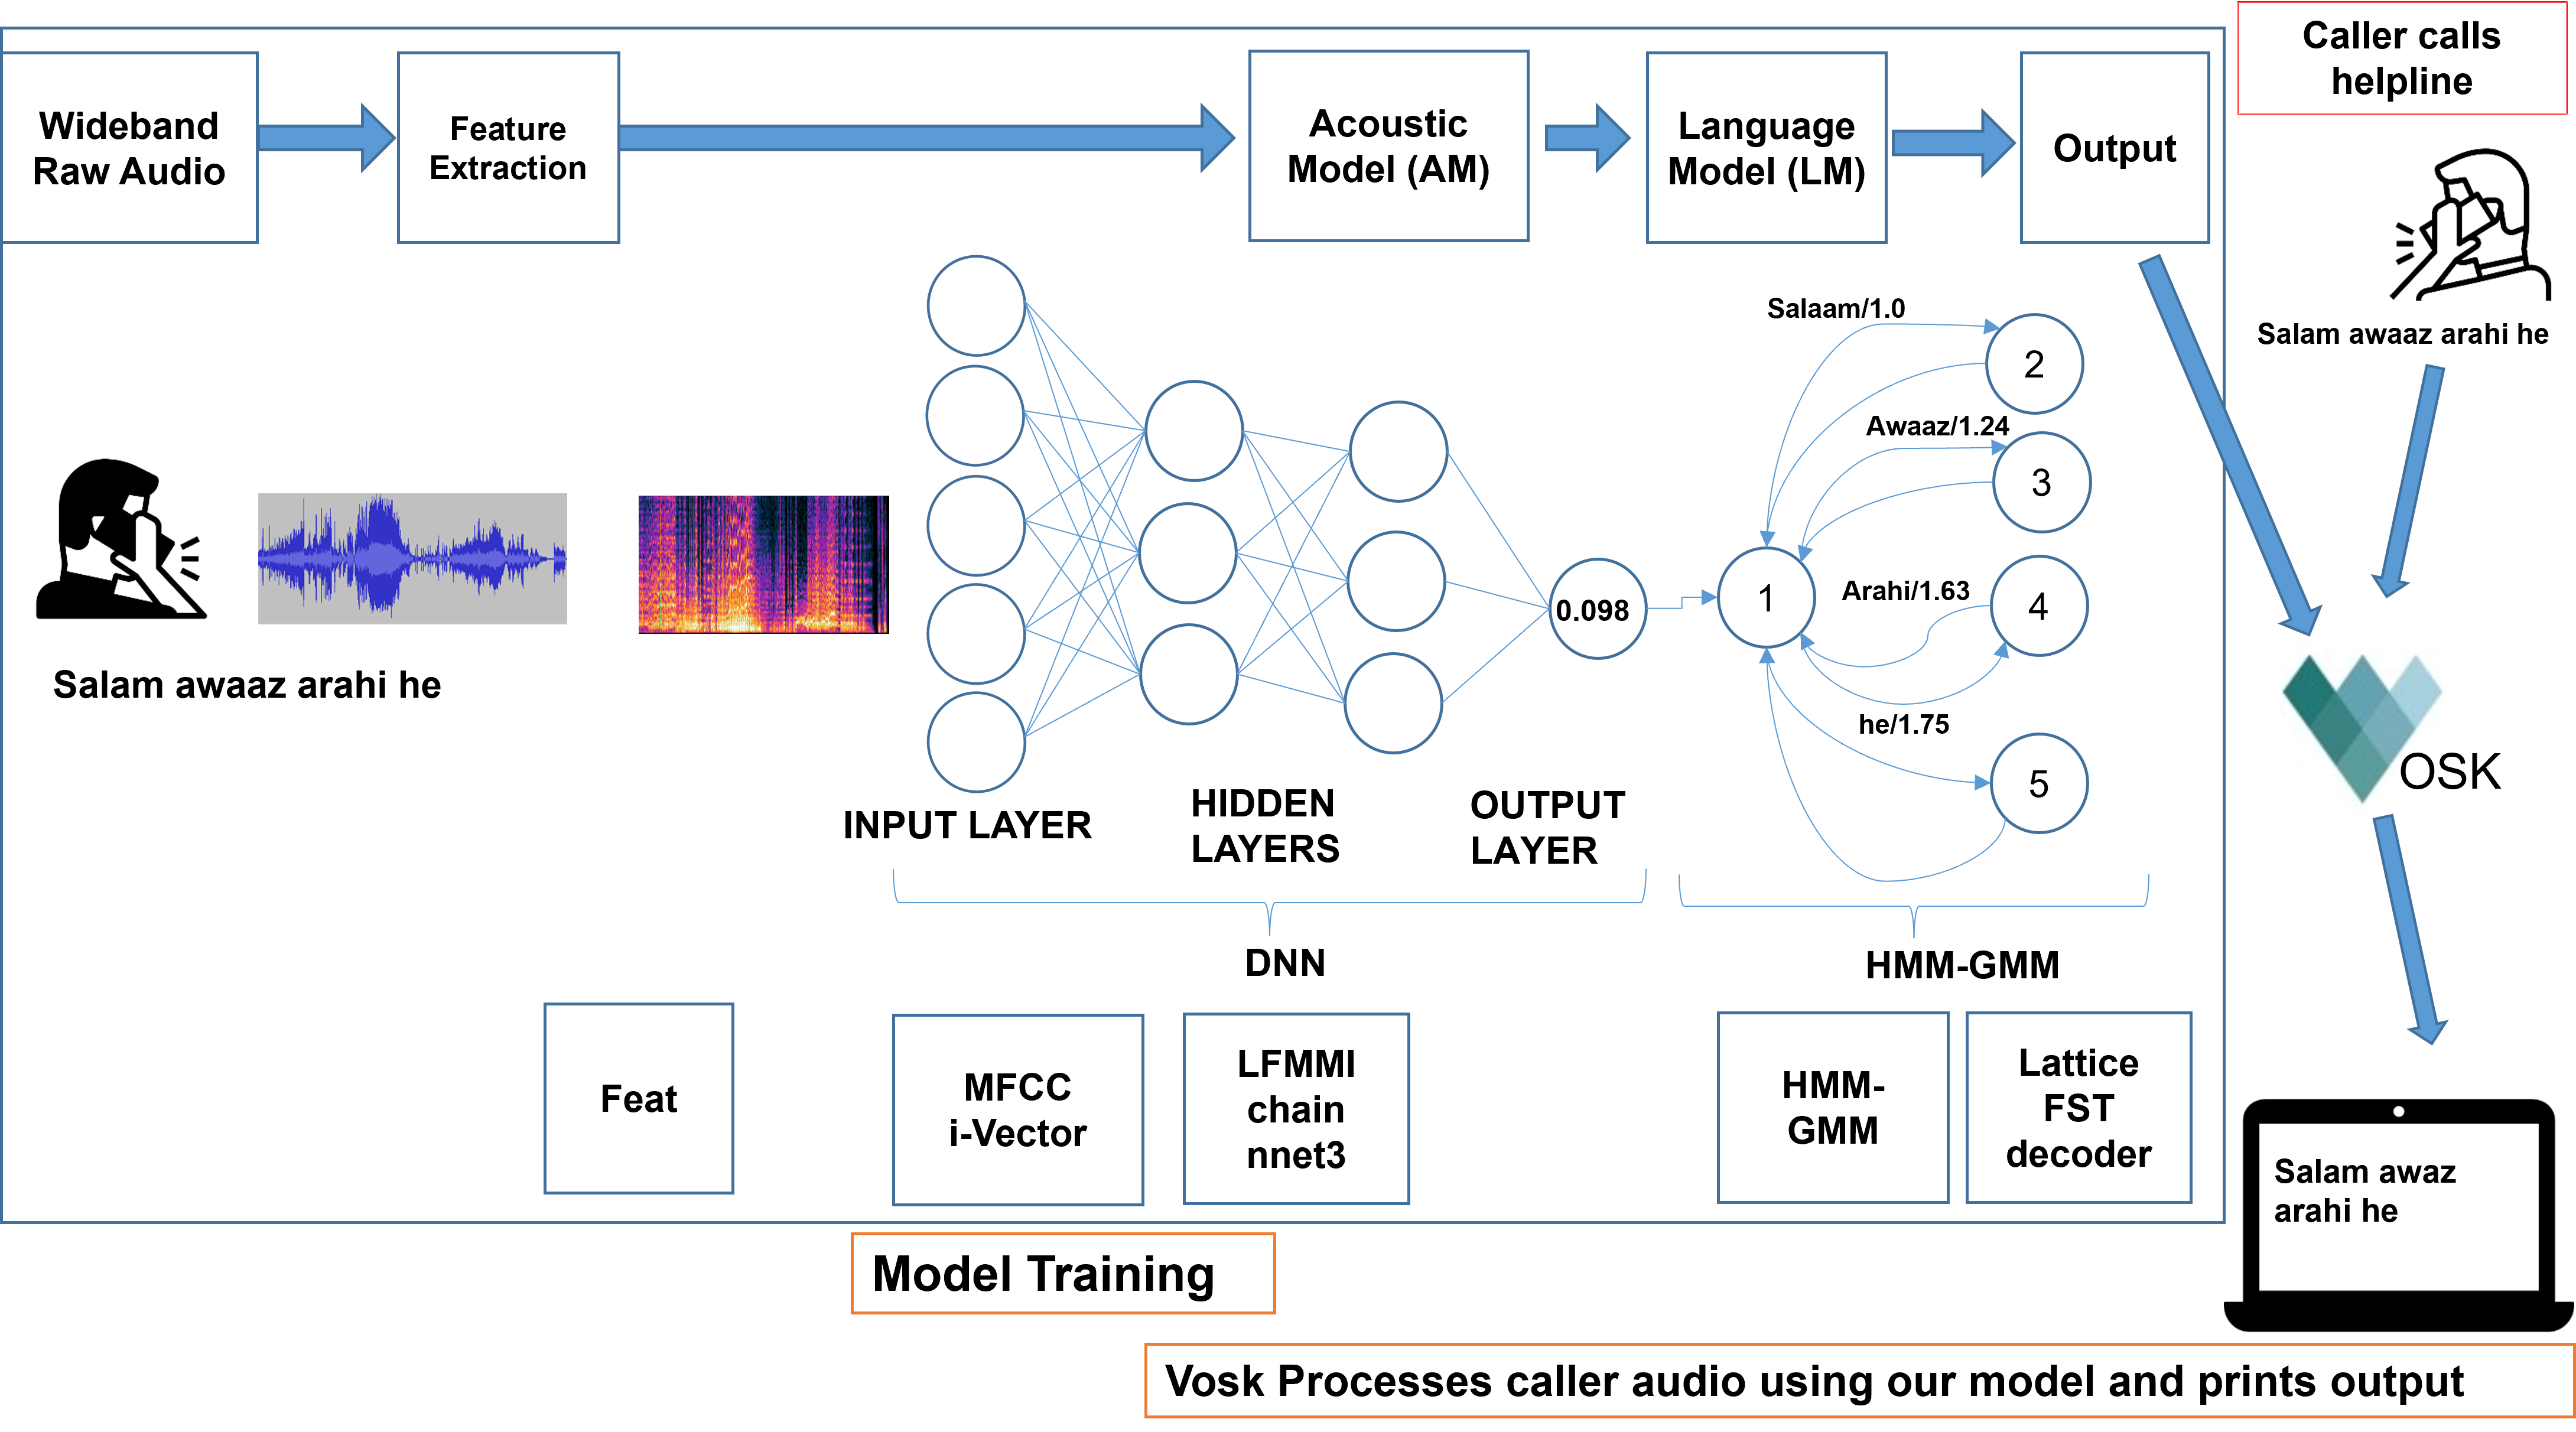 Wideband
Raw Audio
Feature
Extraction
Acoustic
Model (AM)
Language
Model (LM)
Output
Caller calls
helpline
Salam awaaz arahi he
Salam awaaz arahi he
Salaam/1.0
Awaaz/1.24
Arahi/1.63
he/1.75
0.098
1
2
3
4
5
INPUT LAYER
HIDDEN
LAYERS
OUTPUT
LAYER
DNN
HMM-GMM
OSK
Feat
MFCC
i-Vector
LFMMI
chain
nnet3
HMM-
GMM
Lattice
FST
decoder
Salam awaz
arahi he
Model Training
Vosk Processes caller audio using our model and prints output